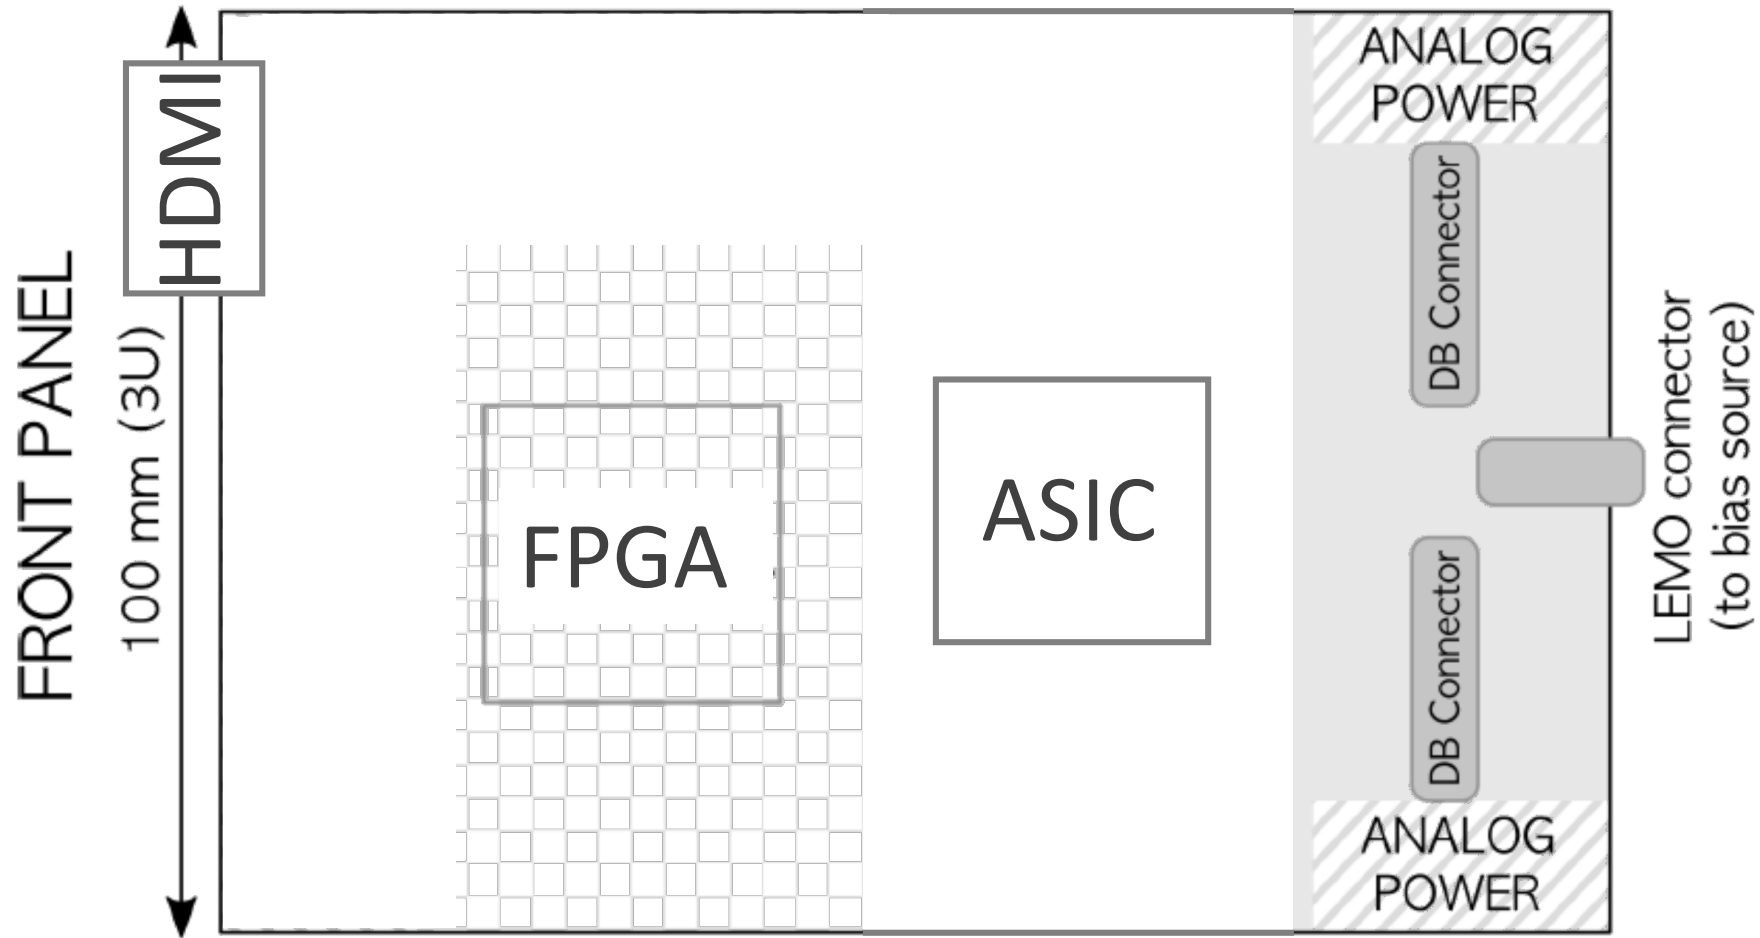 FRONT PANEL
100 mm (3U)
HDMI
FPGA
ASIC
ANALOG
POWER
DB Connector
DB Connector
ANALOG
POWER
LEMO connector
(to bias source)